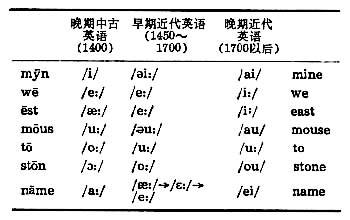 晚期中古 早期近代英语 晚期近代
英语 (1450～ 英语
(1400) 1700) (1700以后)
mȳn /i/ /əi:/ /ai/ mine
wē /e:/ /e:/ /i:/ we
ēst /æ:/ /e:/ /i:/ east
mōus /u:/ /əu:/ /au/ mouse
tō /o:/ /u:/ /u:/ to
stōn /ɔ:/ /o:/ /ou/ stone
nāme /a:/ /æ:/→/ɛ:/→ /ei/ name
/e:/